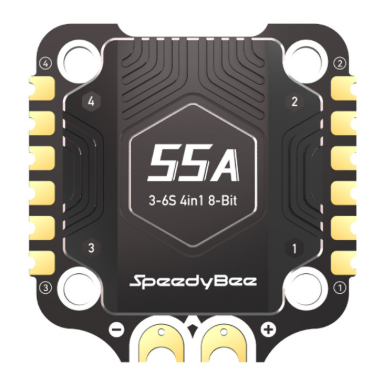 ④ ②
4 2
55A
3-6S 4in1 8-Bit
3 1
SpeedyBee
③ ①
- +